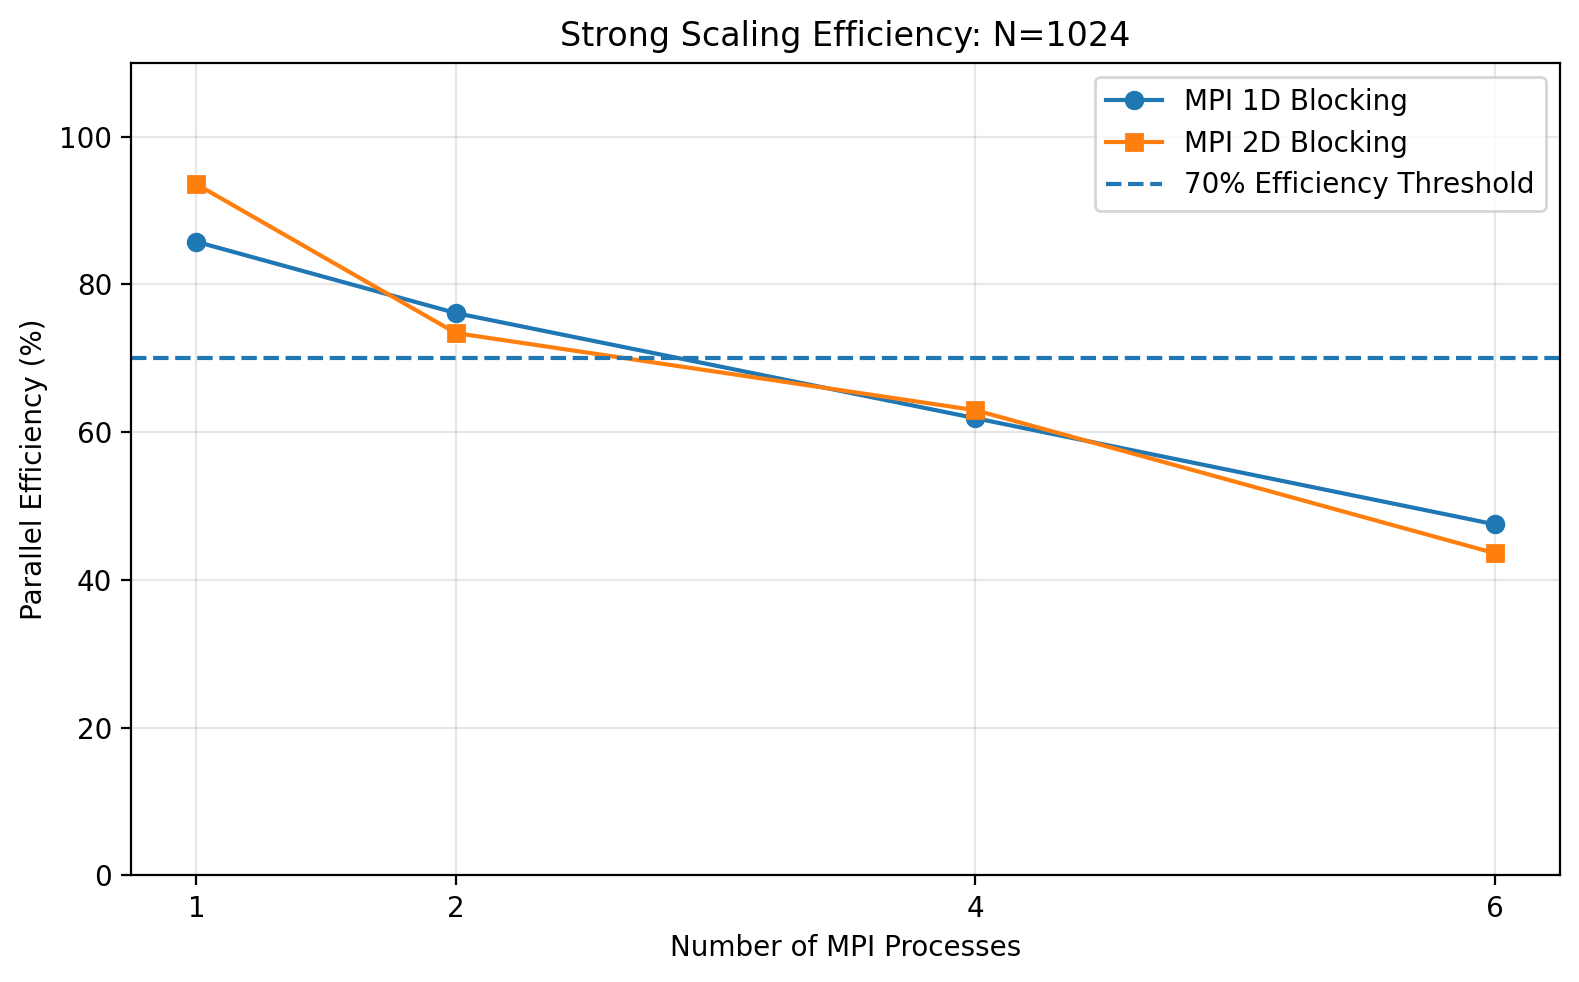 Strong Scaling Efficiency: N=1024
MPI 1D Blocking
MPI 2D Blocking
70% Efficiency Threshold
Parallel Efficiency (%)
100
80
60
40
20
0
1 2 4 6
Number of MPI Processes